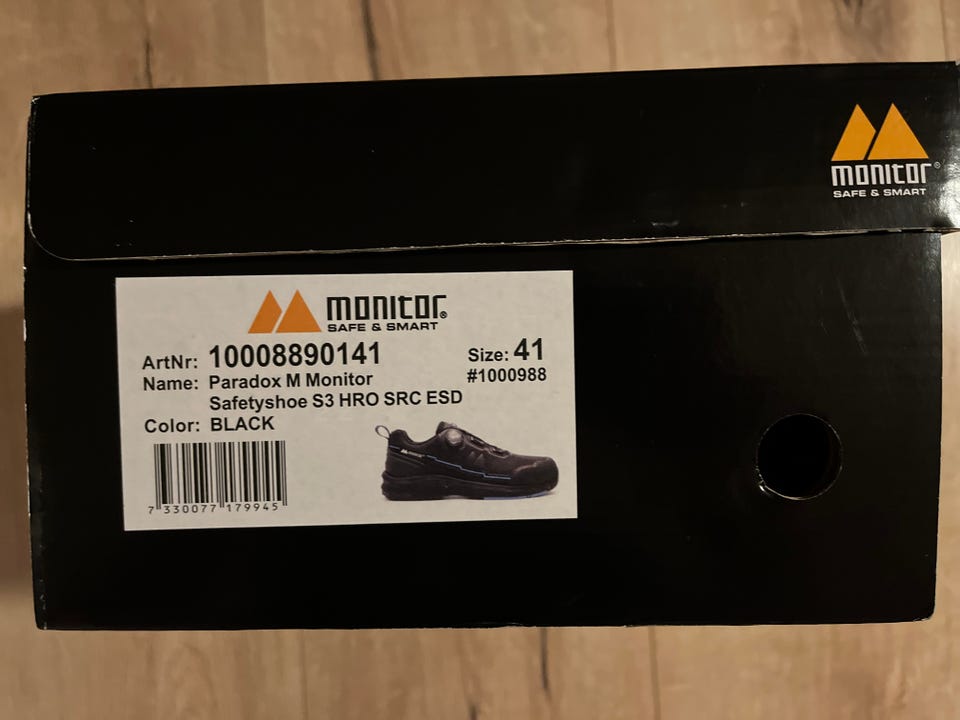 monitor®
SAFE & SMART
monitor®
SAFE & SMART
ArtNr: 10008890141
Size: 41
Name: Paradox M Monitor
#1000988
Safetyshoe S3 HRO SRC ESD
Color: BLACK
7 330077 179945